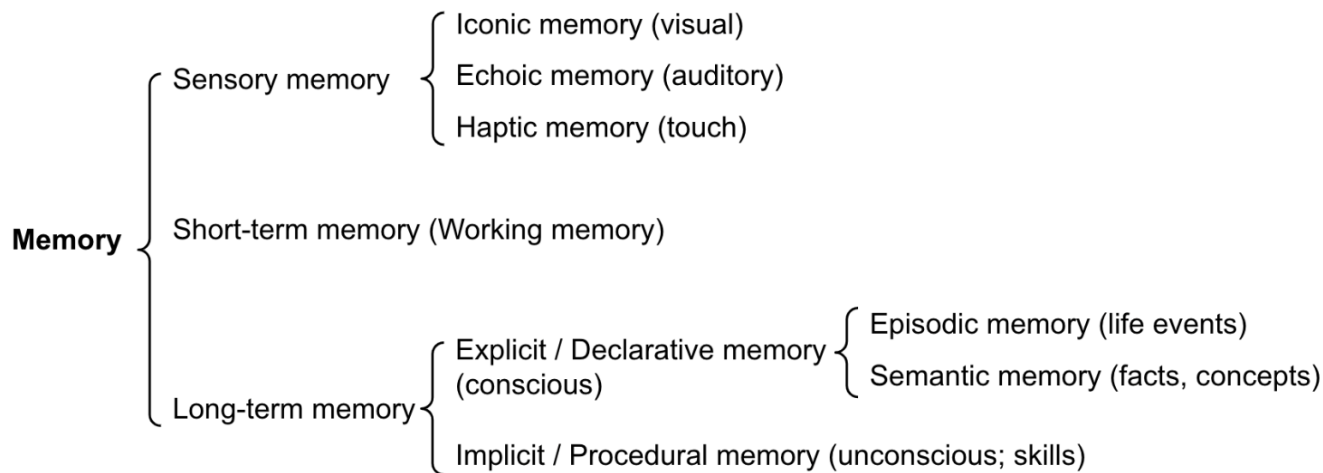 Iconic memory (visual)
Sensory memory
Echoic memory (auditory)
Haptic memory (touch)
Memory
Short-term memory (Working memory)
Episodic memory (life events)
Explicit / Declarative memory
(conscious)
Semantic memory (facts, concepts)
Long-term memory
Implicit / Procedural memory (unconscious; skills)